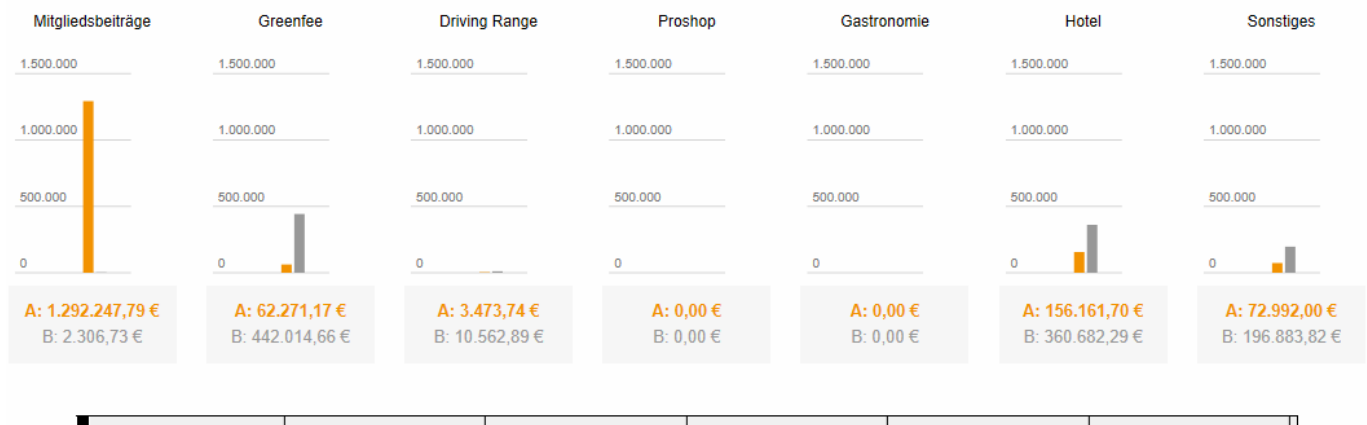 Mitgliedsbeiträge Greenfee Driving Range Proshop Gastronomie Hotel Sonstiges
1.500.000 1.500.000 1.500.000 1.500.000 1.500.000 1.500.000 1.500.000
1.000.000 1.000.000 1.000.000 1.000.000 1.000.000 1.000.000 1.000.000
500.000 500.000 500.000 500.000 500.000 500.000 500.000
0 0 0 0 0 0 0
A: 1.292.247,79 € A: 62.271,17 € A: 3.473,74 € A: 0,00 € A: 0,00 € A: 156.161,70 € A: 72.992,00 €
B: 2.306,73 € B: 442.014,66 € B: 10.562,89 € B: 0,00 € B: 0,00 € B: 360.682,29 € B: 196.883,82 €